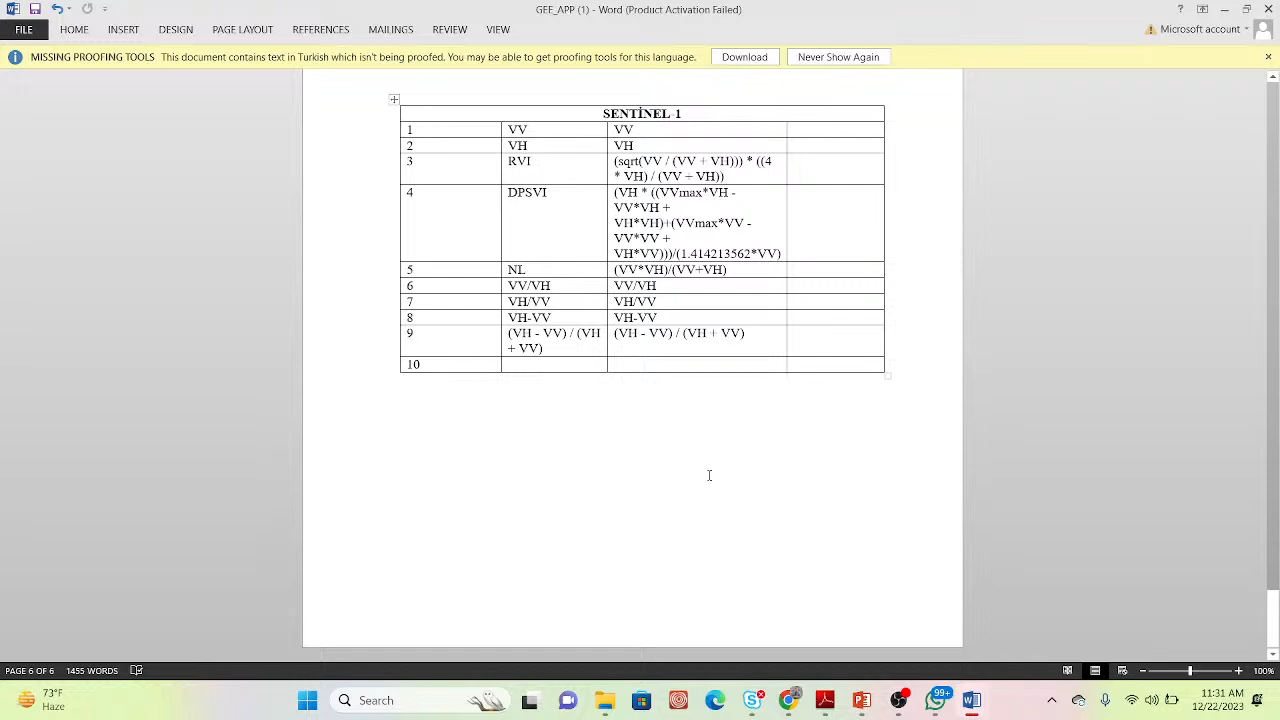 GEE_APP (1) - Word (Product Activation Failed)
FILE HOME INSERT DESIGN PAGE LAYOUT REFERENCES MAILINGS REVIEW VIEW Microsoft account
MISSING PROOFING TOOLS This document contains text in Turkish which isn't being proofed. You may be able to get proofing tools for this language. Download Never Show Again
SENTİNEL-1
1 VV VV
2 VH VH
3 RVI (sqrt(VV / (VV + VH))) * ((4
* VH) / (VV + VH))
4 DPSVI (VH * ((VVmax*VH -
VV*VH +
VH*VH)+(VVmax*VV -
VV*VV +
VH*VV)))/(1.414213562*VV)
5 NL (VV*VH)/(VV+VH)
6 VV/VH VV/VH
7 VH/VV VH/VV
8 VH-VV VH-VV
9 (VH - VV) / (VH (VH - VV) / (VH + VV)
+ VV)
10
PAGE 6 OF 6 1455 WORDS 100%
73°F
Haze
Search
99+
11:31 AM
12/22/2023